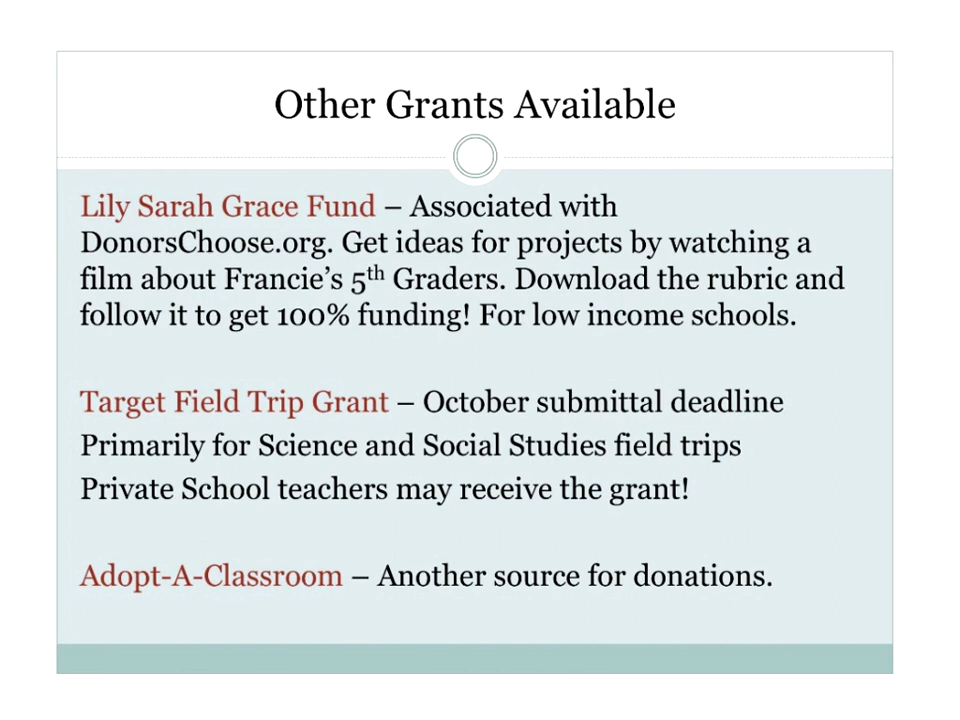 Other Grants Available
Lily Sarah Grace Fund – Associated with
DonorsChoose.org. Get ideas for projects by watching a
film about Francie’s 5th Graders. Download the rubric and
follow it to get 100% funding! For low income schools.
Target Field Trip Grant – October submittal deadline
Primarily for Science and Social Studies field trips
Private School teachers may receive the grant!
Adopt-A-Classroom – Another source for donations.